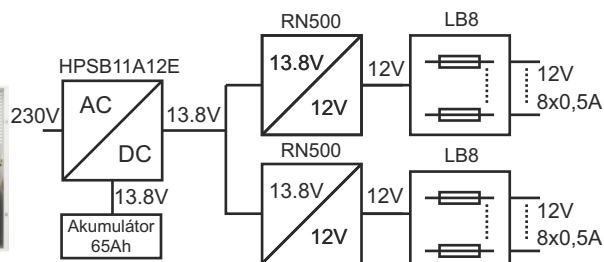 RN500
LB8
HPSB11A12E
13.8V
12V
12V
12V
8x0,5A
230V
AC
DC
13.8V
RN500
LB8
13.8V
Akumulátor
65Ah
13.8V
12V
12V
12V
8x0,5A